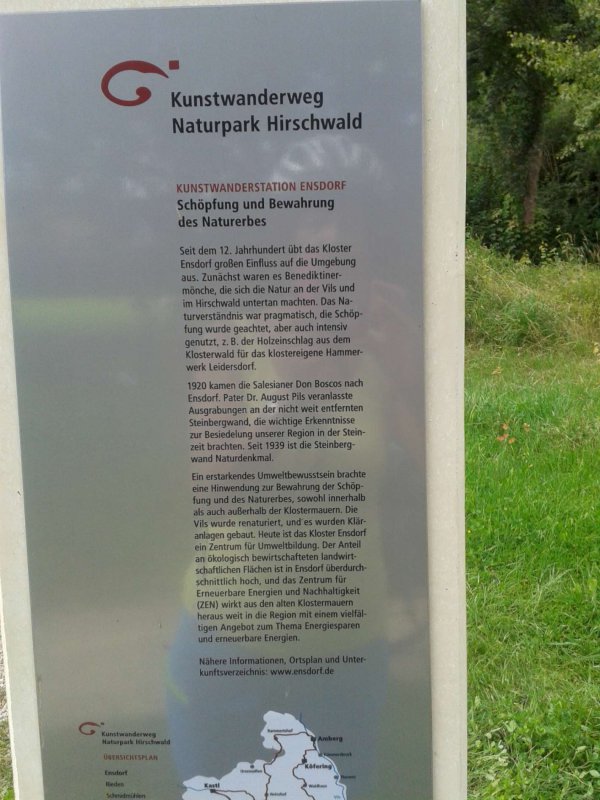 Kunstwanderweg
Naturpark Hirschwald
KUNSTWANDERSTATION ENSDORF
Schöpfung und Bewahrung
des Naturerbes
Seit dem 12. Jahrhundert übt das Kloster
Ensdorf großen Einfluss auf die Umgebung
aus. Zunächst waren es Benediktiner-
mönche, die sich die Natur an der Vils und
im Hirschwald untertan machten. Das Na-
turverständnis war pragmatisch, die Schöp-
fung wurde geachtet, aber auch intensiv
genutzt, z. B. der Holzeinschlag aus dem
Klosterwald für das klostereigene Hammer-
werk Leidersdorf.
1920 kamen die Salesianer Don Boscos nach
Ensdorf. Pater Dr. August Pils veranlasste
Ausgrabungen an der nicht weit entfernten
Steinbergwand, die wichtige Erkenntnisse
zur Besiedelung unserer Region in der Stein-
zeit brachten. Seit 1939 ist die Steinberg-
wand Naturdenkmal.
Ein erstarkendes Umweltbewusstsein brachte
eine Hinwendung zur Bewahrung der Schöp-
fung und des Naturerbes, sowohl innerhalb
als auch außerhalb der Klostermauern. Die
Vils wurde renaturiert, und es wurden Klär-
anlagen gebaut. Heute ist das Kloster Ensdorf
ein Zentrum für Umweltbildung. Der Anteil
an ökologisch bewirtschafteten landwirt-
schaftlichen Flächen ist in Ensdorf überdurch-
schnittlich hoch, und das Zentrum für
Erneuerbare Energien und Nachhaltigkeit
(ZEN) wirkt aus den alten Klostermauern
heraus weit in die Region mit einem vielfäl-
tigen Angebot zum Thema Energiesparen
und erneuerbare Energien.
Nähere Informationen, Ortsplan und Unter-
kunftsverzeichnis: www.ensdorf.de
Kunstwanderweg
Naturpark Hirschwald
ÜBERSICHTSPLAN
Ensdorf
Rieden
Schmidmühlen
Amberg
Köfering
Kastl